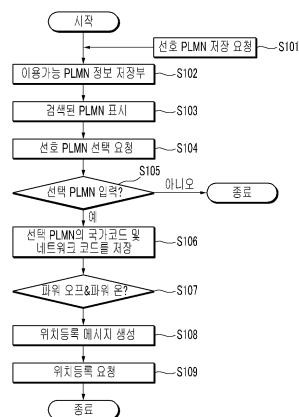 시작
선호 PLMN 저장 요청
S101
이용가능 PLMN 정보 저장부
S102
검색된 PLMN 표시
S103
선호 PLMN 선택 요청
S104
S105
선택 PLMN 입력?
아니오
종료
예
선택 PLMN의 국가코드 및
네트워크 코드를 저장
S106
파워 오프&파워 온?
S107
위치등록 메시지 생성
S108
위치등록 요청
S109
종료